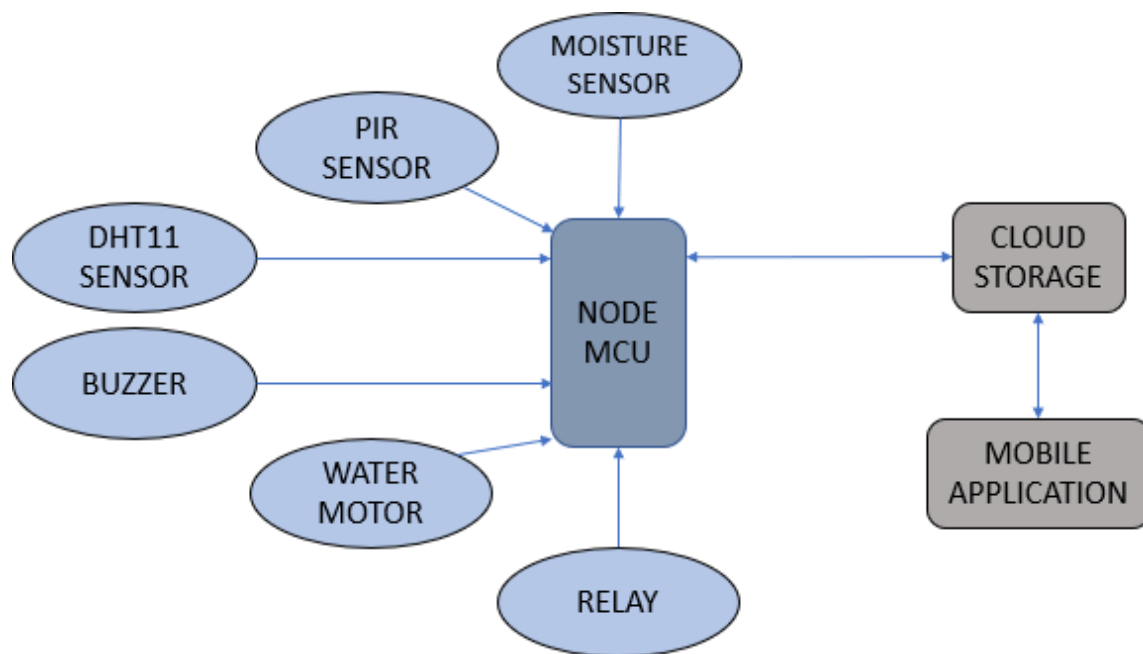 MOISTURE
SENSOR
PIR
SENSOR
DHT11
SENSOR
BUZZER
WATER
MOTOR
RELAY
NODE
MCU
CLOUD
STORAGE
MOBILE
APPLICATION